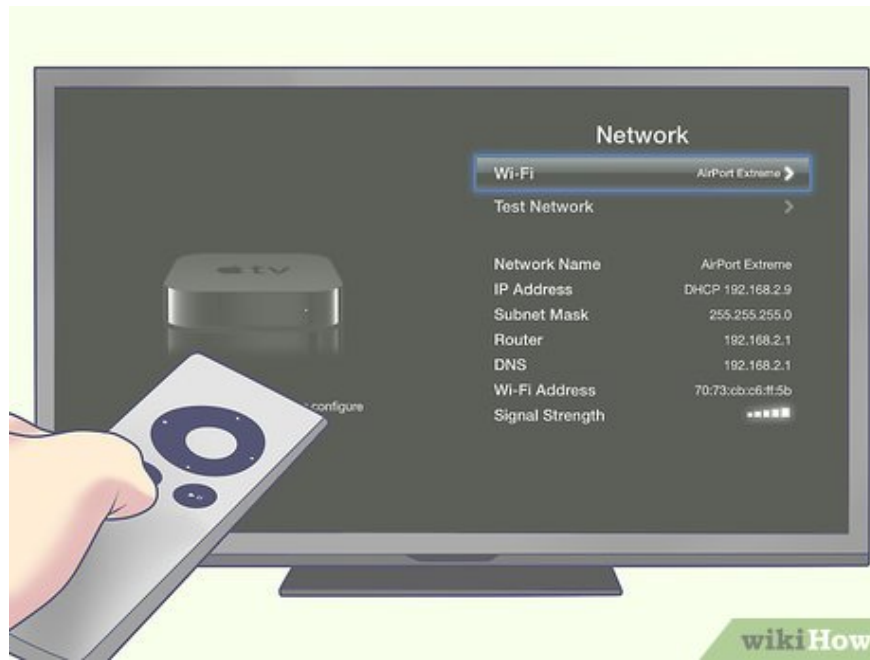 Network
Wi-Fi AirPort Extreme
Test Network
Network Name AirPort Extreme
IP Address DHCP 192.168.2.9
Subnet Mask 255.255.255.0
Router 192.168.2.1
DNS 192.168.2.1
Wi-Fi Address 70:73:cb:c6:ff:5b
Signal Strength
tv
configure
wikiHow